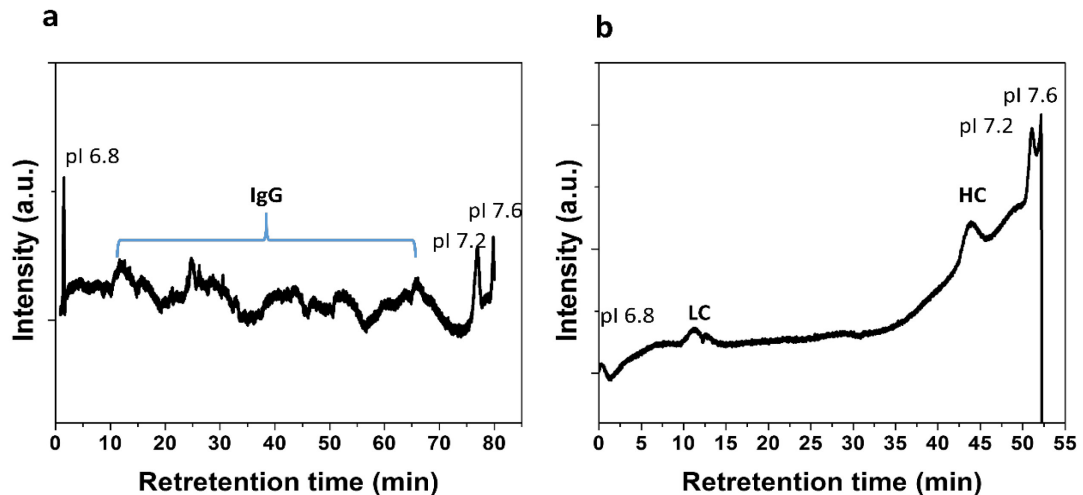 a
pI 6.8
IgG
pI 7.6
pI 7.2
Intensity (a.u.)
0 10 20 30 40 50 60 70 80
Retretention time (min)
b
pI 7.6
pI 7.2
HC
pI 6.8
LC
Intensity (a.u.)
0 5 10 15 20 25 30 35 40 45 50 55
Retretention time (min)